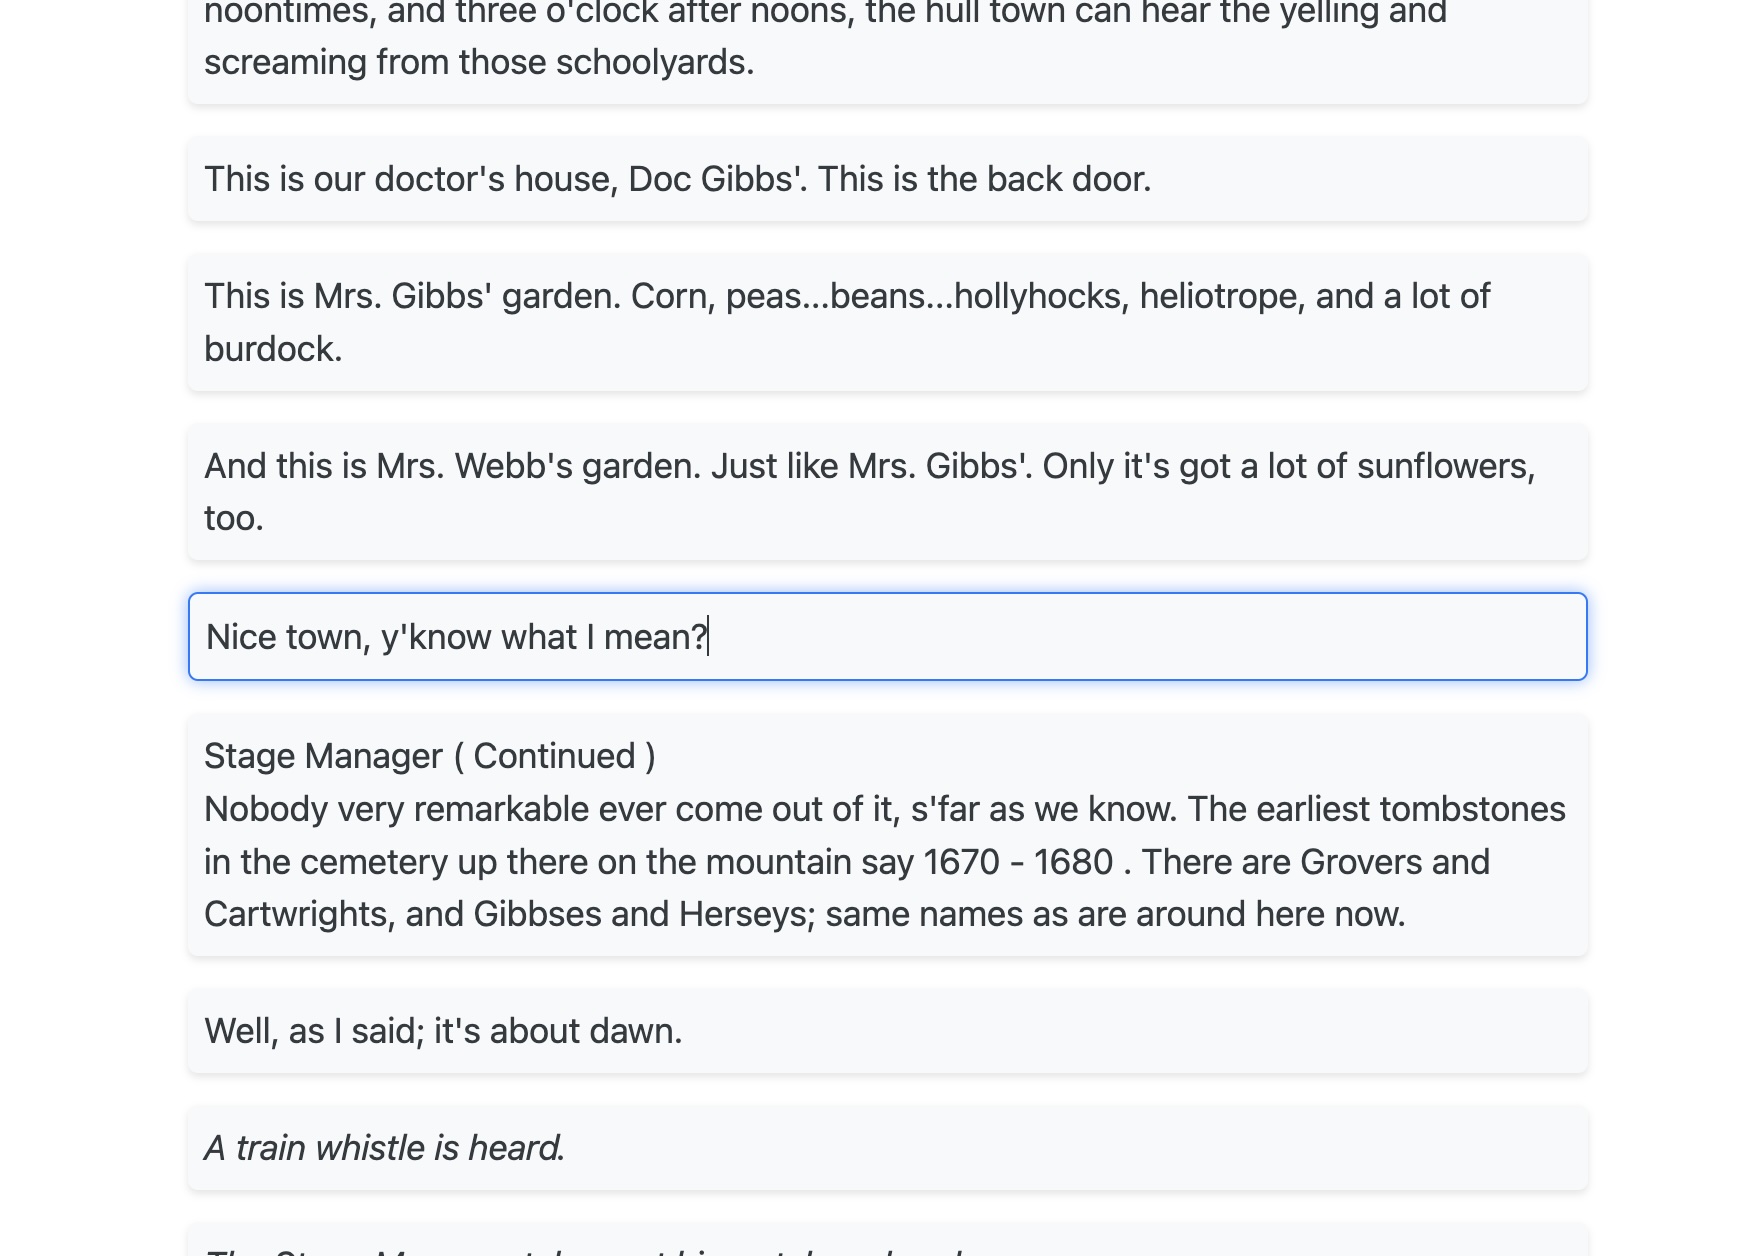 noontimes, and three o'clock after noons, the hull town can hear the yelling and
screaming from those schoolyards.
This is our doctor's house, Doc Gibbs'. This is the back door.
This is Mrs. Gibbs' garden. Corn, peas...beans...hollyhocks, heliotrope, and a lot of
burdock.
And this is Mrs. Webb's garden. Just like Mrs. Gibbs'. Only it's got a lot of sunflowers,
too.
Nice town, y'know what I mean?
Stage Manager ( Continued )
Nobody very remarkable ever come out of it, s'far as we know. The earliest tombstones
in the cemetery up there on the mountain say 1670 - 1680 . There are Grovers and
Cartwrights, and Gibbses and Herseys; same names as are around here now.
Well, as I said; it's about dawn.
A train whistle is heard.